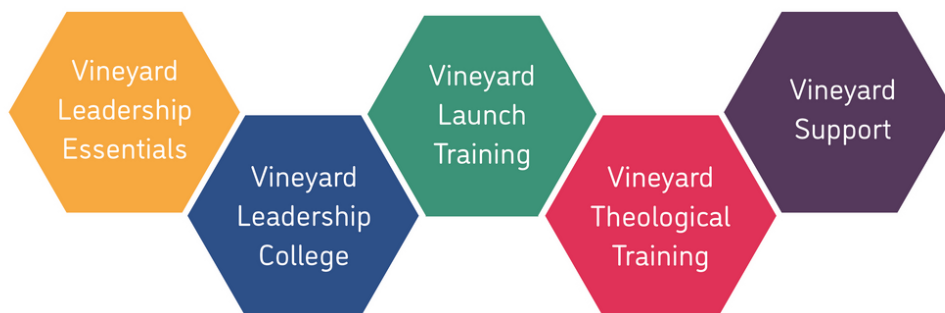 Vineyard
Leadership
Essentials
Vineyard
Leadership
College
Vineyard
Launch
Training
Vineyard
Theological
Training
Vineyard
Support